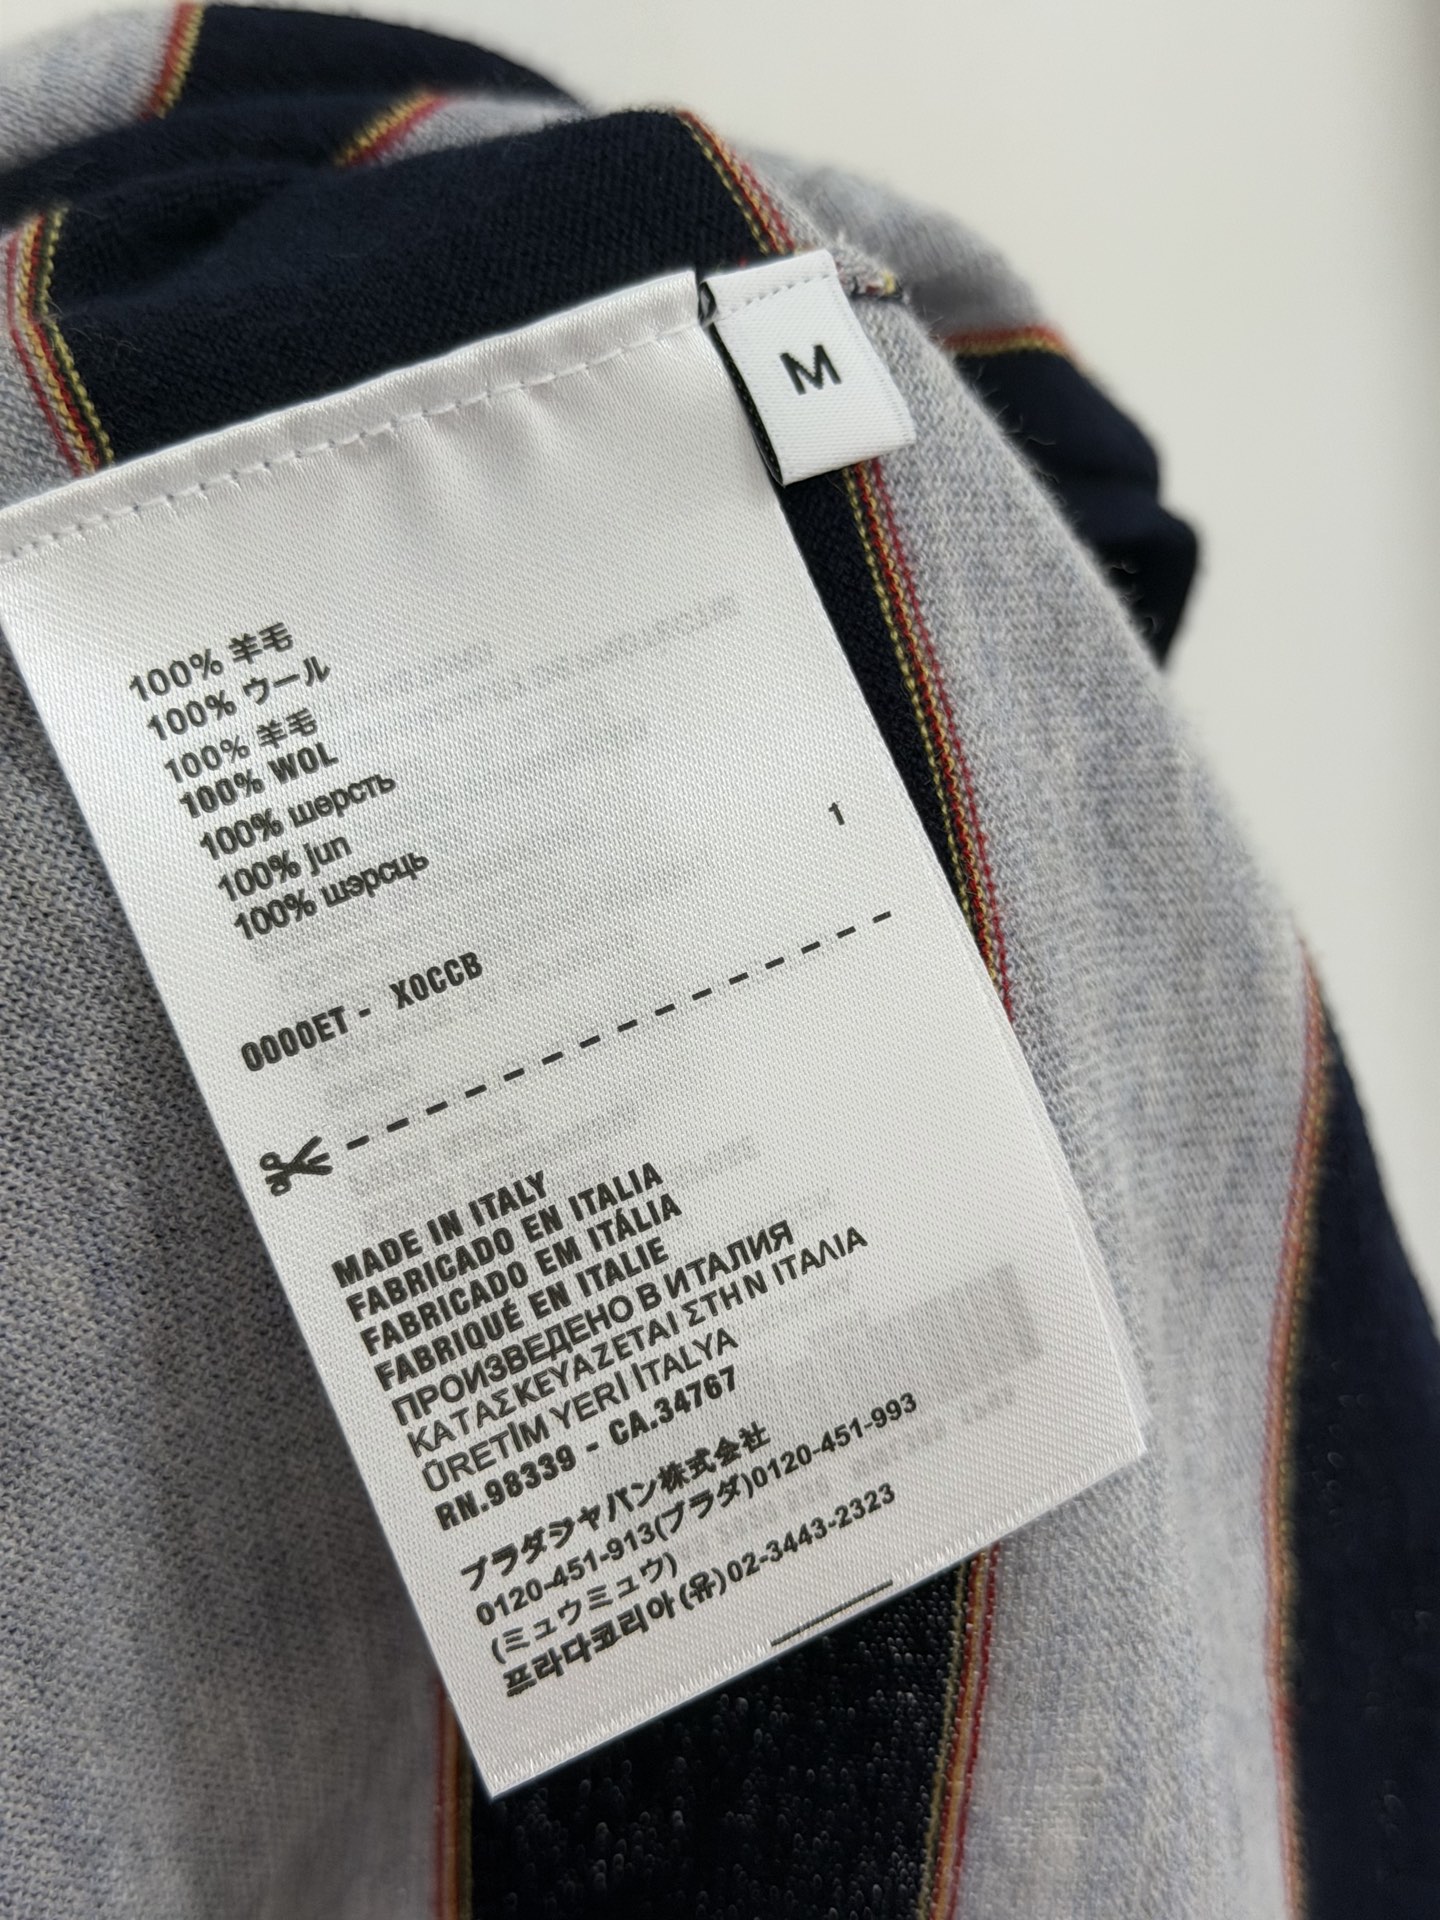 M
100% 羊毛
100% ウール
100% 羊毛
100% WOL
100% шерсть
100% jun
100% шэрсць
1
0000ET - X0CCB
MADE IN ITALY
FABRICADO EN ITALIA
FABRICADO EM ITÁLIA
FABRIQUÉ EN ITALIE
ПРОИЗВЕДЕНО В ИТАЛИЯ
ΚΑΤΑΣΚΕΥΑΖΕΤΑΙ ΣΤΗΝ ΙΤΑΛΙΑ
ÜRETİM YERİ İTALYA
RN.98339 - CA.34767
プラダジャパン株式会社
0120-451-913(プラダ)0120-451-993
(ミュウミュウ)
프라다코리아(유)02-3443-2323